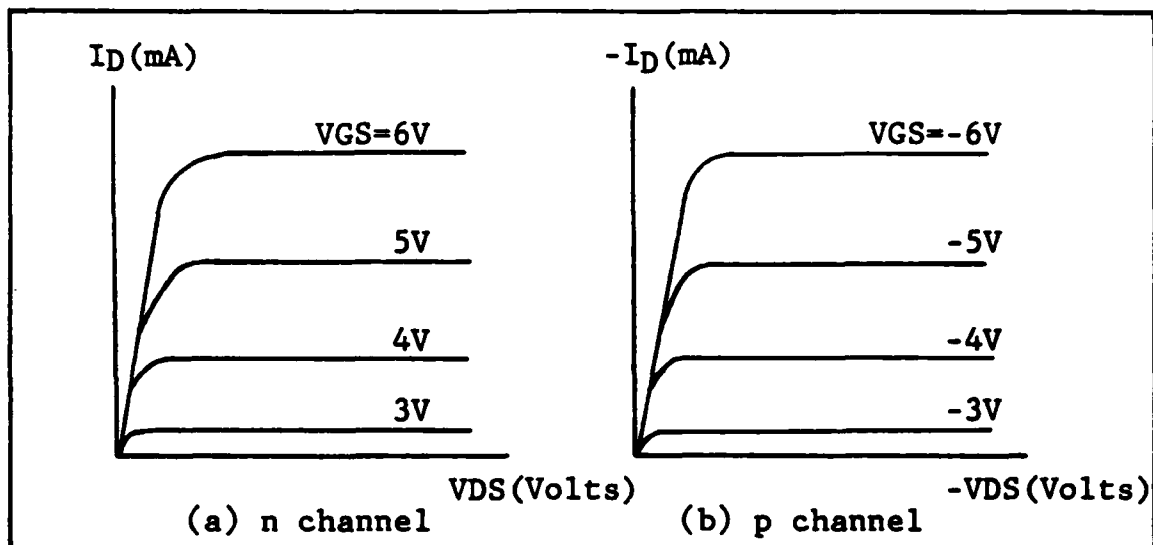 ID(mA)
VGS=6V
5V
4V
3V
VDS(Volts)
(a) n channel
-ID(mA)
VGS=-6V
-5V
-4V
-3V
-VDS(Volts)
(b) p channel